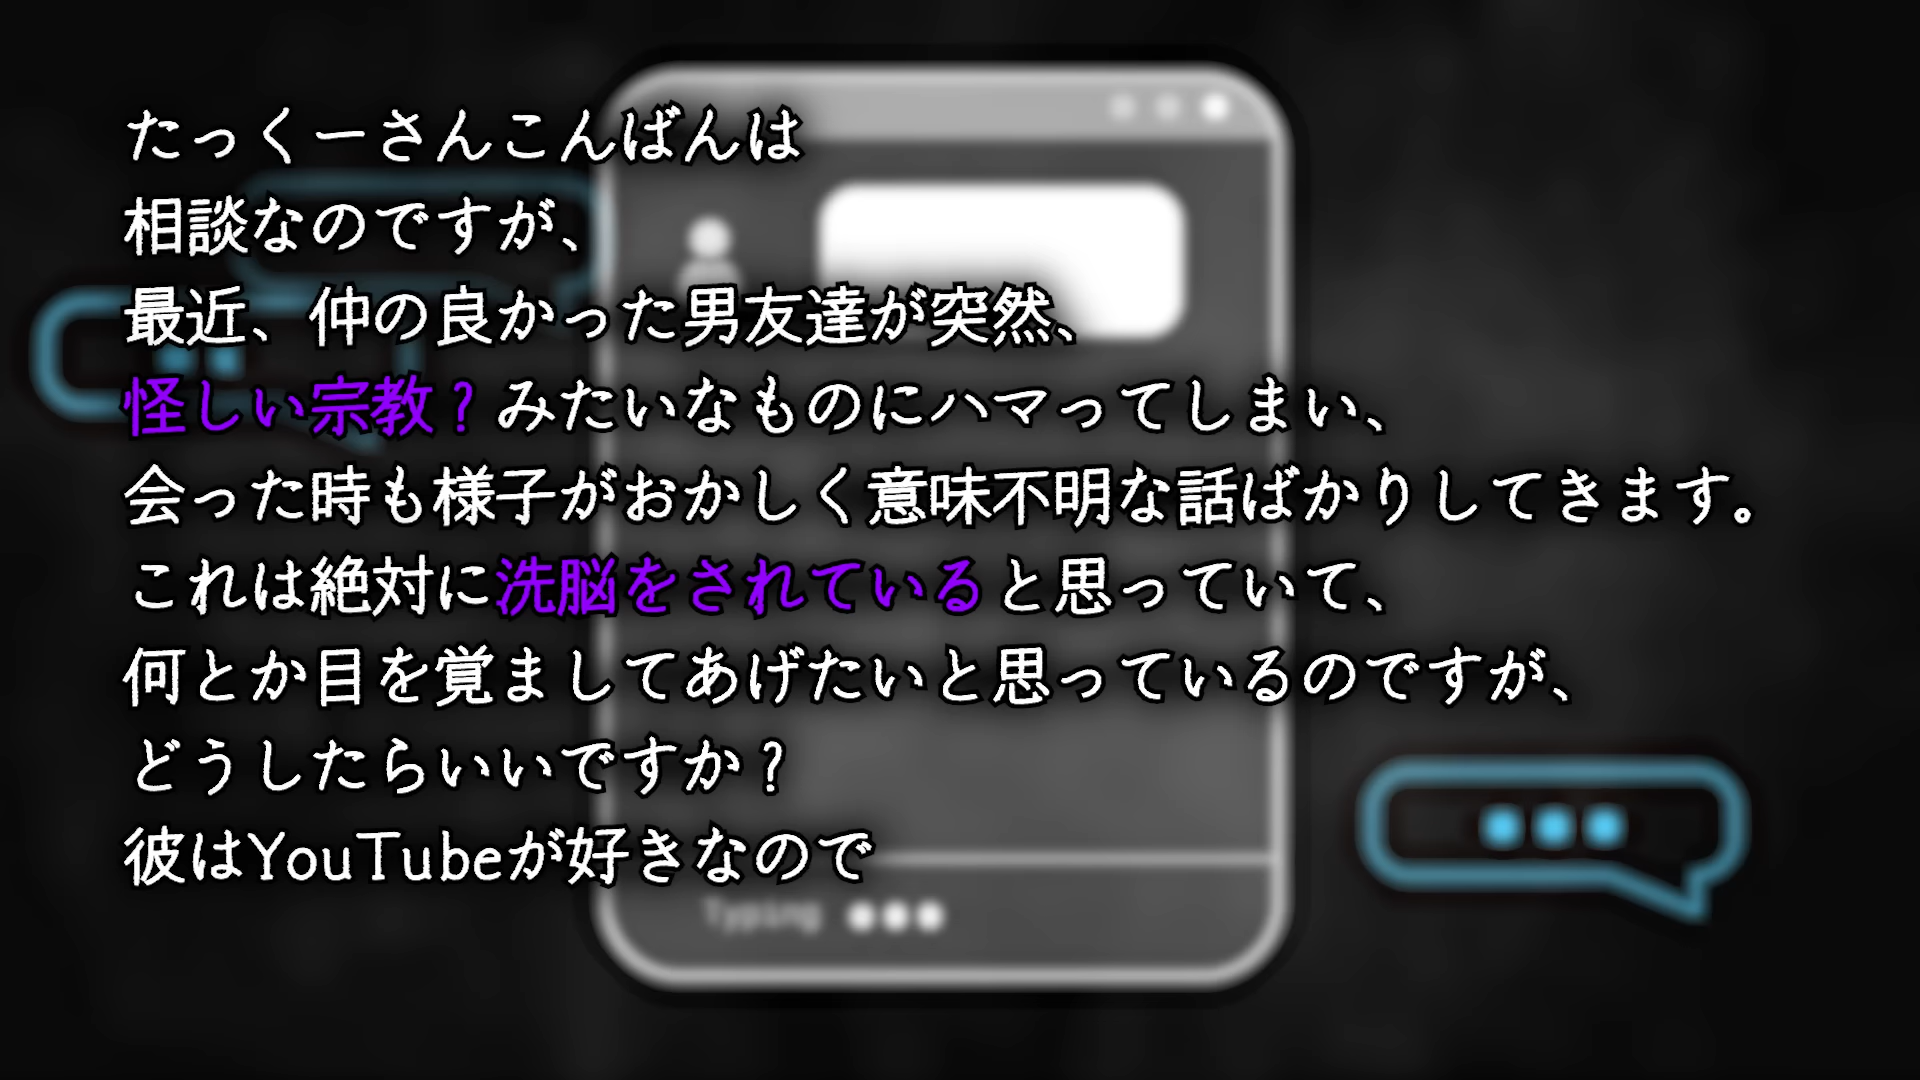 たっくーさんこんばんは
相談なのですが、
最近、仲の良かった男友達が突然、
怪しい宗教？みたいなものにハマってしまい、
会った時も様子がおかしく意味不明な話ばかりしてきます。
これは絶対に洗脳をされていると思っていて、
何とか目を覚ましてあげたいと思っているのですが、
どうしたらいいですか？
彼はYouTubeが好きなので
Typing